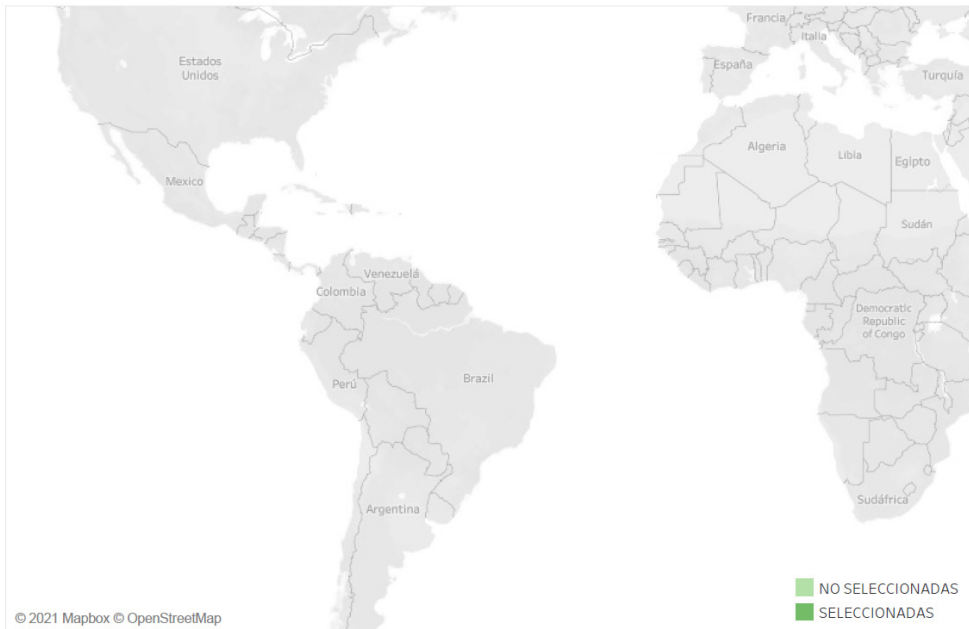 Francia
Italia
Estados
Unidos
España
Turquía
Algeria
Libia
Egipto
Mexico
Sudán
Venezuelá
Colombia
Democratic
Republic
of Congo
Perú
Brazil
Sudáfrica
Argentina
NO SELECCIONADAS
SELECCIONADAS
© 2021 Mapbox © OpenStreetMap